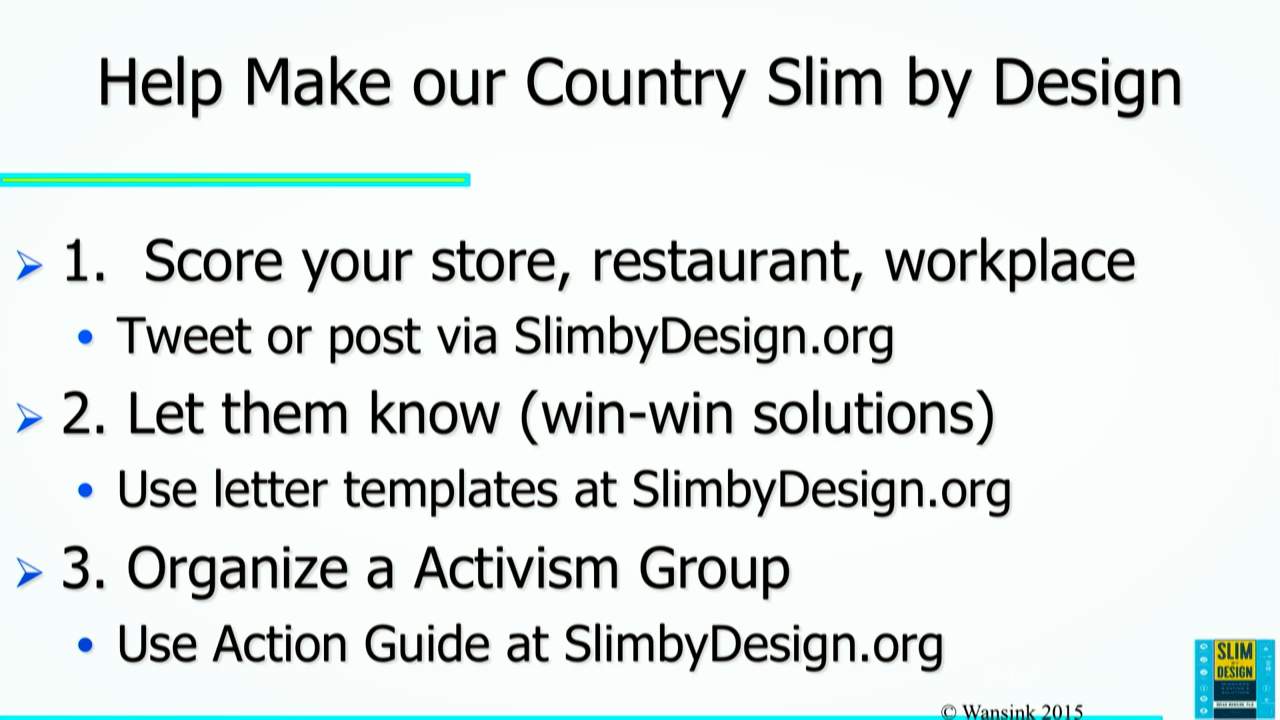 Help Make our Country Slim by Design
1. Score your store, restaurant, workplace
Tweet or post via SlimbyDesign.org
2. Let them know (win-win solutions)
Use letter templates at SlimbyDesign.org
3. Organize a Activism Group
Use Action Guide at SlimbyDesign.org
SLIM
BY
DESIGN
© Wansink 2015